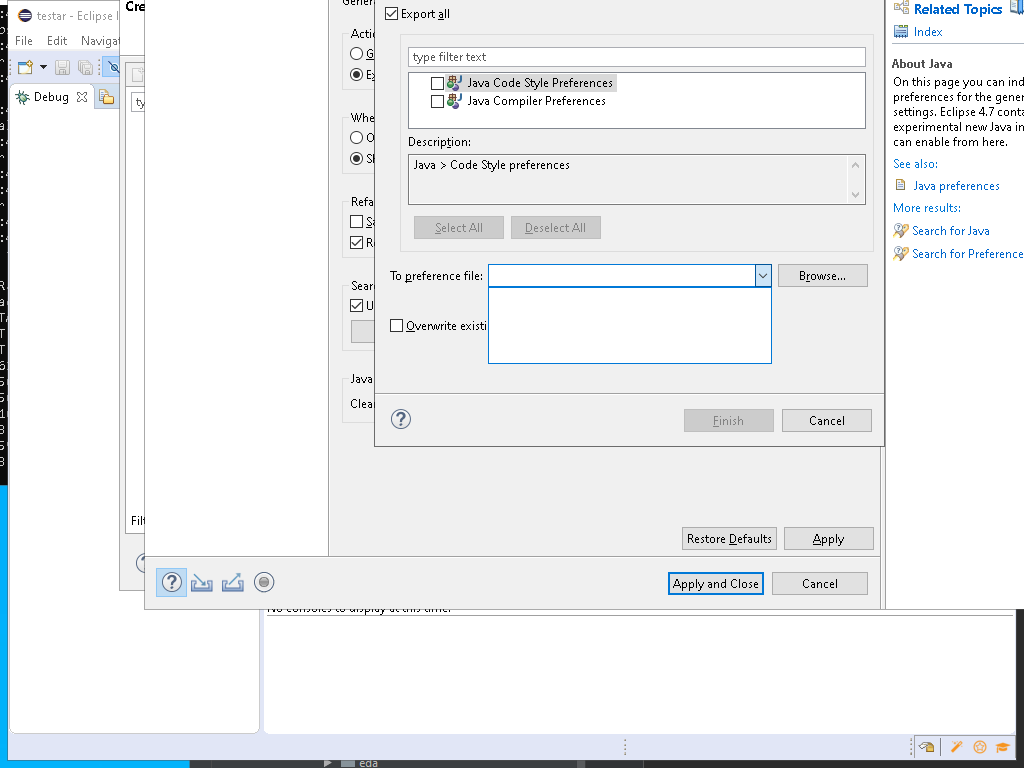 testar - Eclipse I
File Edit Navigat
Debug
Cre
ty
Filt
General
Actio
G
Ex
Whe
O
Sh
Refa
Sa
R
Sear
U
Java
Clear
Export all
type filter text
Java Code Style Preferences
Java Compiler Preferences
Description:
Java > Code Style preferences
Select All Deselect All
To preference file: Browse...
Overwrite existi
Finish Cancel
Restore Defaults Apply
Apply and Close Cancel
No consoles to display at this time.
Related Topics
Index
About Java
On this page you can ind
preferences for the gener
settings. Eclipse 4.7 conta
experimental new Java in
can enable from here.
See also:
Java preferences
More results:
Search for Java
Search for Preference
eda